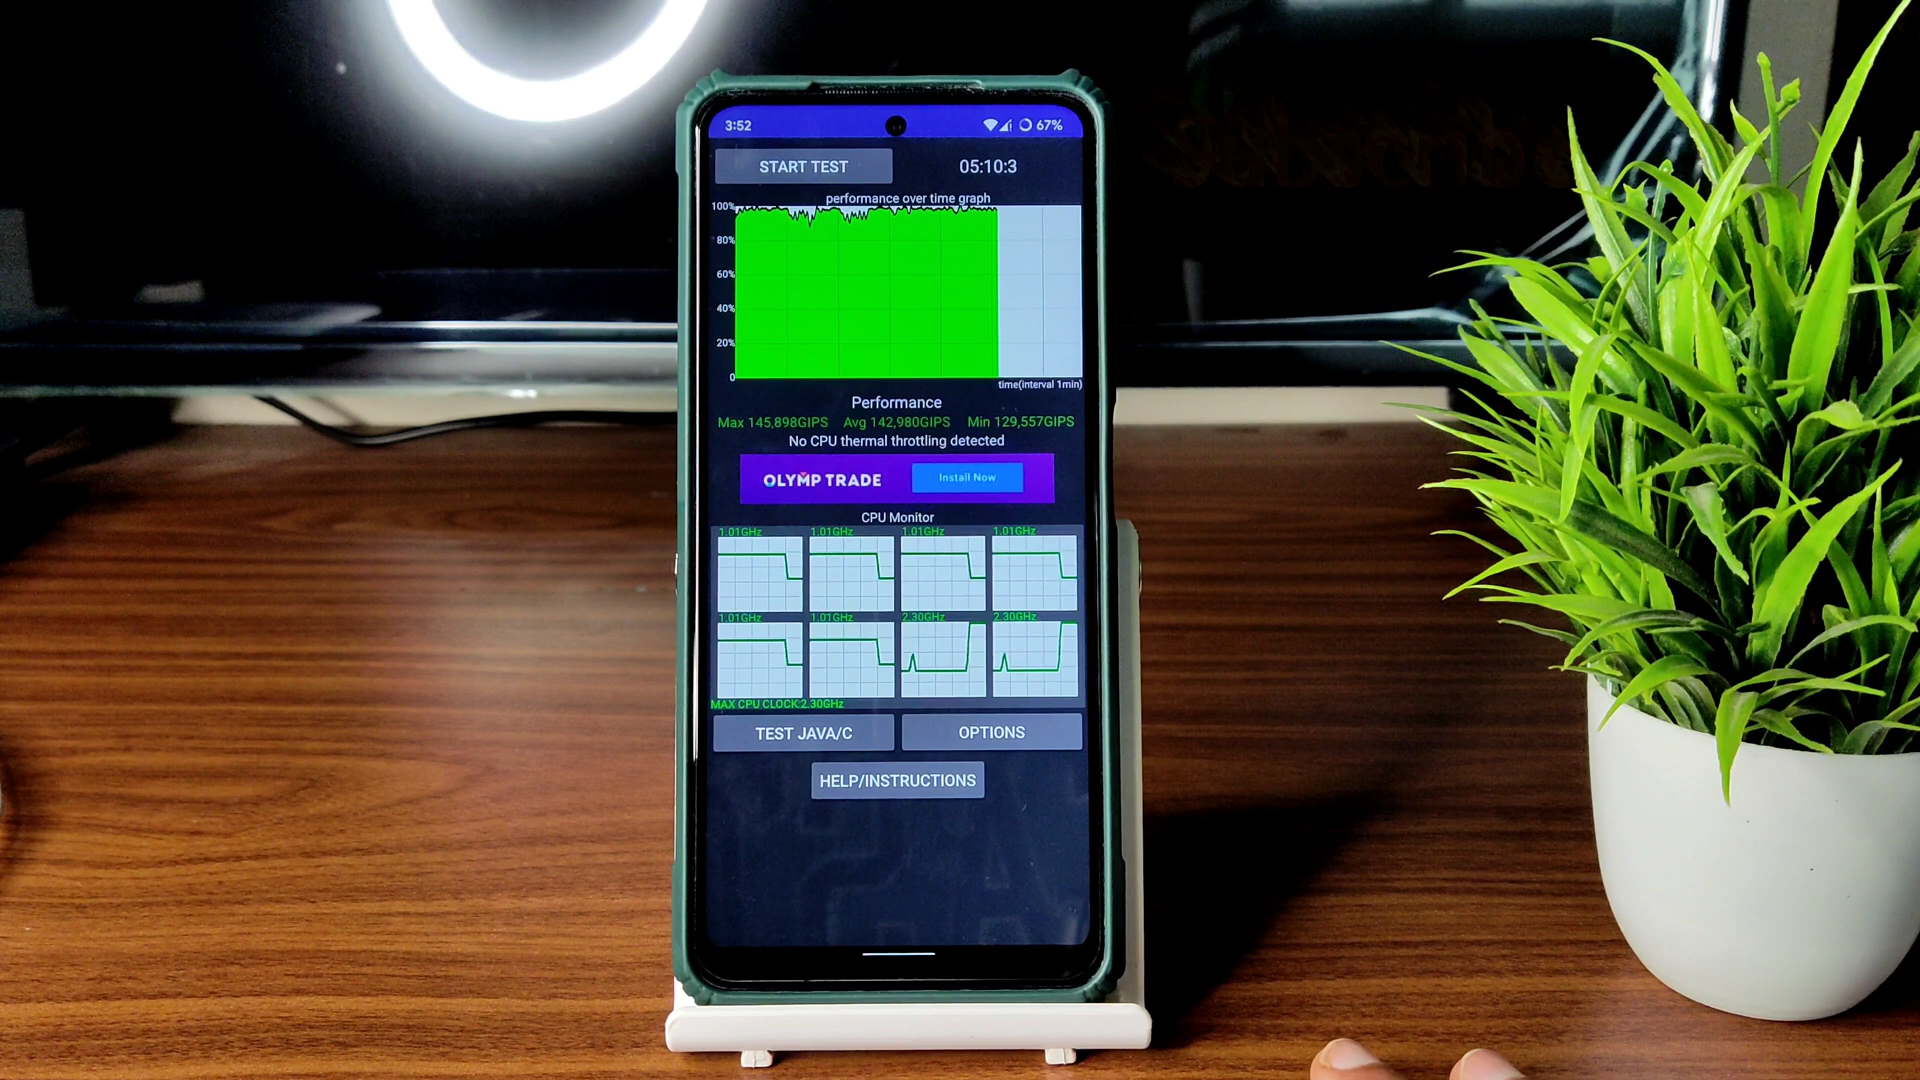 3:52 67%
START TEST 05:10:3
performance over time graph
100%
80%
60%
40%
20%
0
time(interval 1min)
Performance
Max 145,898GIPS Avg 142,980GIPS Min 129,557GIPS
No CPU thermal throttling detected
OLYMP TRADE Install Now
CPU Monitor
1.01GHz 1.01GHz 1.01GHz 1.01GHz
1.01GHz 1.01GHz 2.30GHz 2.30GHz
MAX CPU CLOCK:2.30GHz
TEST JAVA/C OPTIONS
HELP/INSTRUCTIONS